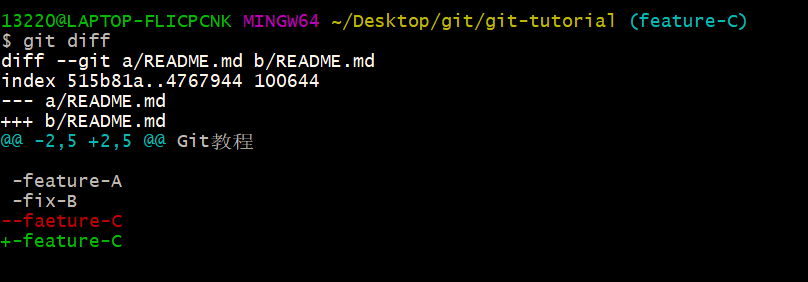 13220@LAPTOP-FLICPCNK MINGW64 ~/Desktop/git/git-tutorial (feature-C)
$ git diff
diff --git a/README.md b/README.md
index 515b81a..4767944 100644
--- a/README.md
+++ b/README.md
@@ -2,5 +2,5 @@ Git教程
 -feature-A
 -fix-B
--faeture-C
+-feature-C